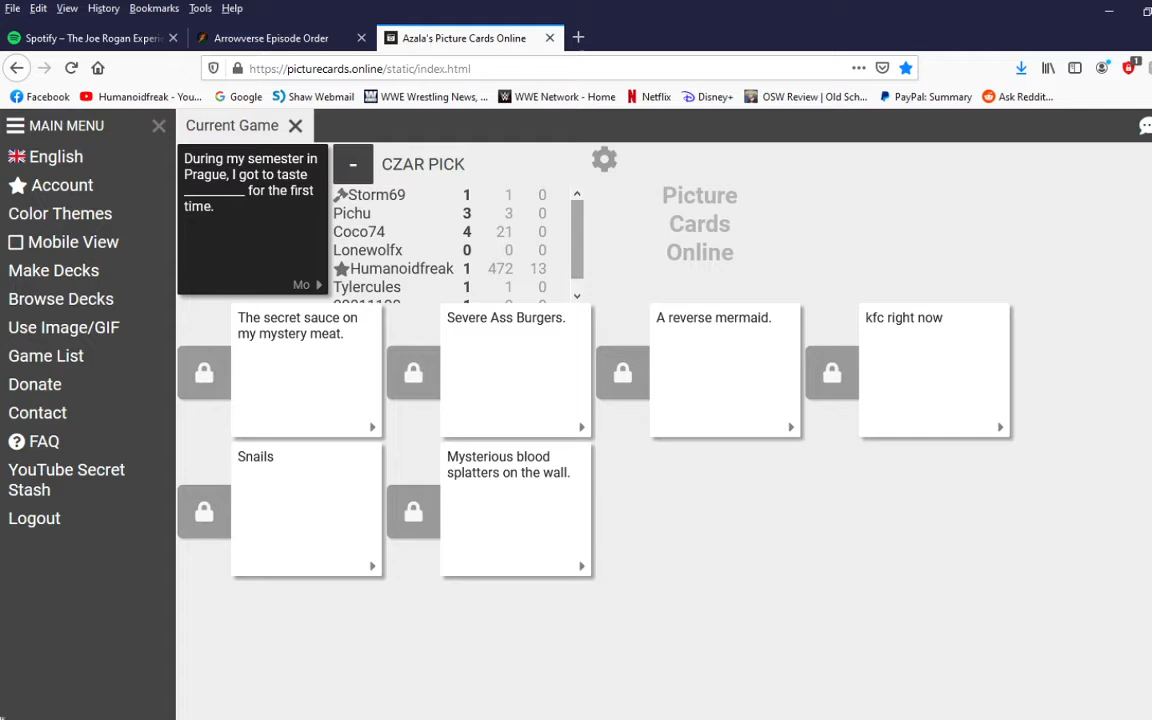 File Edit View History Bookmarks Tools Help
Spotify – The Joe Rogan Experi
Arrowverse Episode Order
Azala's Picture Cards Online
https://picturecards.online/static/index.html
1
Facebook
Humanoidfreak - You...
Google
Shaw Webmail
WWE Wrestling News, ...
WWE Network - Home
Netflix
Disney+
OSW Review | Old Sch...
PayPal: Summary
Ask Reddit...
MAIN MENU
Current Game
English
Account
Color Themes
Mobile View
Make Decks
Browse Decks
Use Image/GIF
Game List
Donate
Contact
FAQ
YouTube Secret
Stash
Logout
During my semester in
Prague, I got to taste
_________ for the first
time.
Mo
-
CZAR PICK
Storm69 1 1 0
Pichu 3 3 0
Coco74 4 21 0
Lonewolfx 0 0 0
Humanoidfreak 1 472 13
Tylercules 1 1 0
Picture
Cards
Online
The secret sauce on
my mystery meat.
Severe Ass Burgers.
A reverse mermaid.
kfc right now
Snails
Mysterious blood
splatters on the wall.